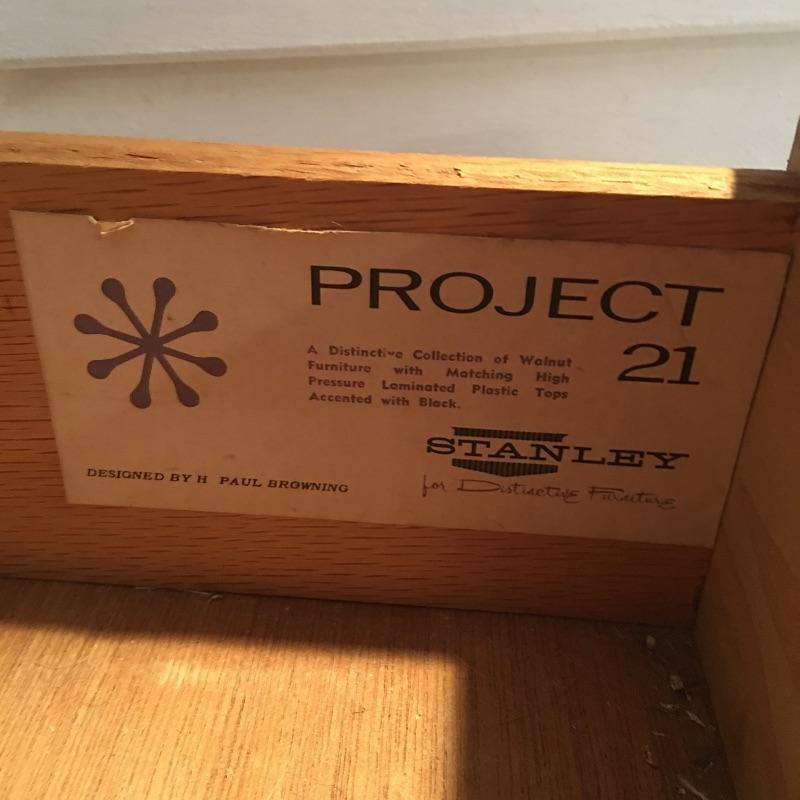 PROJECT
21
A Distinctive Collection of Walnut
Furniture with Matching High
Pressure Laminated Plastic Tops
Accented with Black.
STANLEY
for Distinctive Furniture
DESIGNED BY H PAUL BROWNING